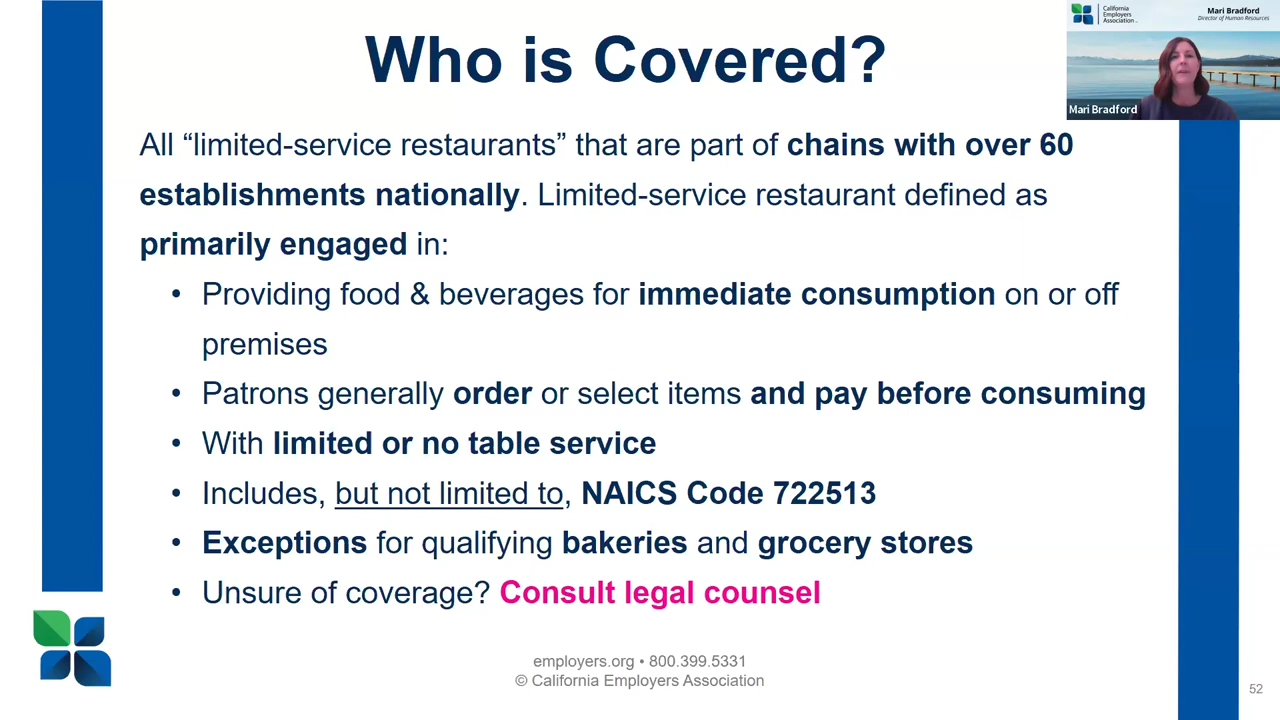 Who is Covered?
California
Employers
Association
Mari Bradford
Director of Human Resources
Mari Bradford
All “limited-service restaurants” that are part of chains with over 60
establishments nationally. Limited-service restaurant defined as
primarily engaged in:
• Providing food & beverages for immediate consumption on or off
premises
• Patrons generally order or select items and pay before consuming
• With limited or no table service
• Includes, but not limited to, NAICS Code 722513
• Exceptions for qualifying bakeries and grocery stores
• Unsure of coverage? Consult legal counsel
employers.org • 800.399.5331
© California Employers Association
52